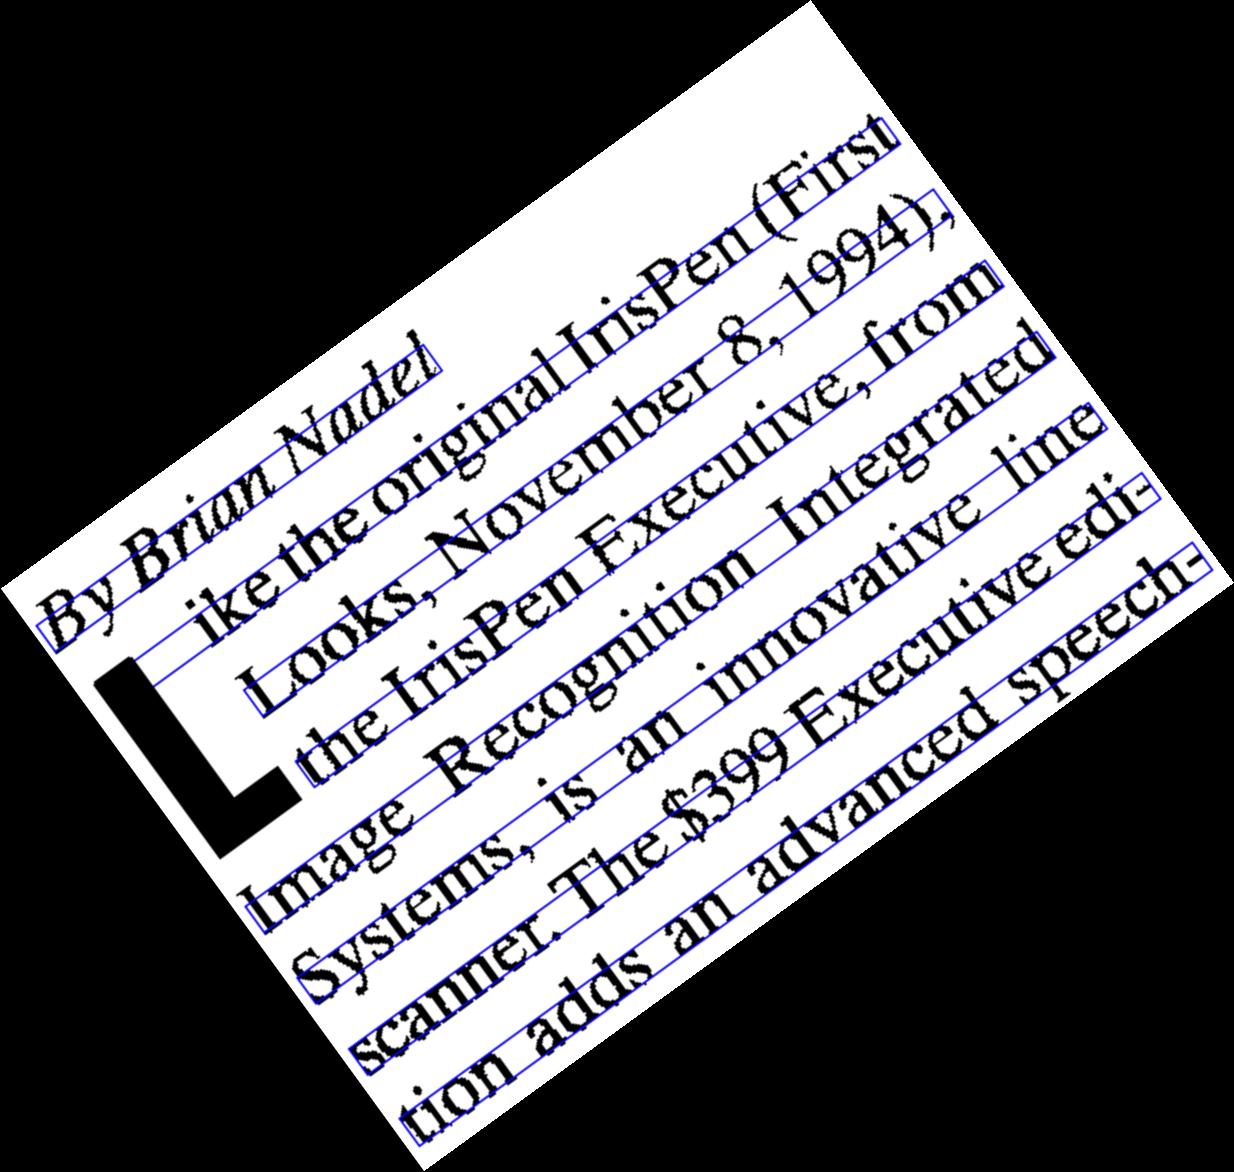 By Brian Nadel
Like the original IrisPen (First
Looks, November 8, 1994),
the IrisPen Executive, from
Image Recognition Integrated
Systems, is an innovative line
scanner. The $399 Executive edi-
tion adds an advanced speech-